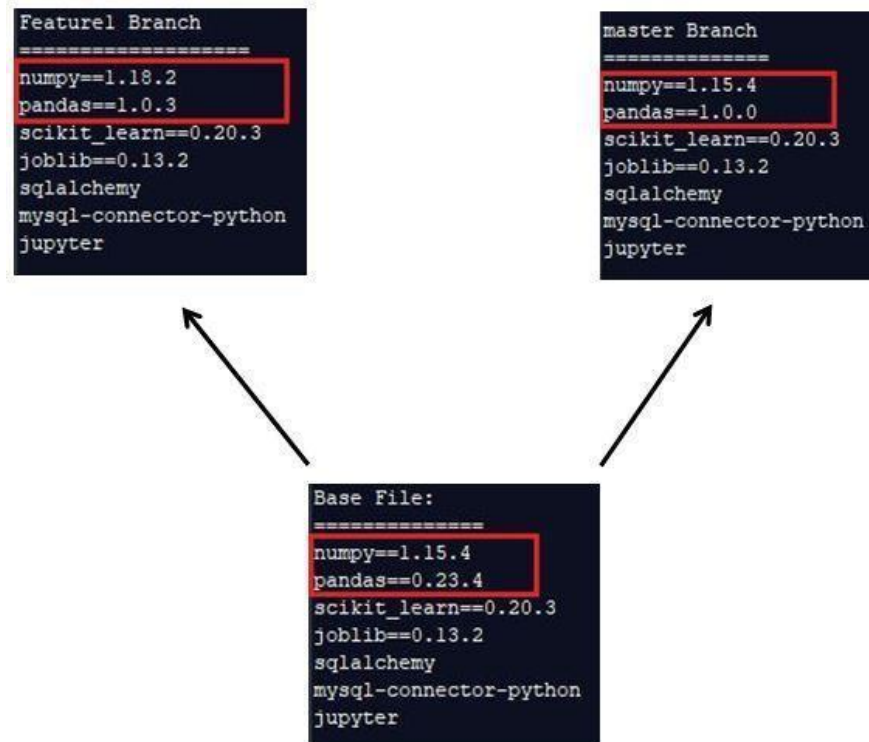 Feature1 Branch
===================
numpy==1.18.2
pandas==1.0.3
scikit_learn==0.20.3
joblib==0.13.2
sqlalchemy
mysql-connector-python
jupyter
master Branch
==============
numpy==1.15.4
pandas==1.0.0
scikit_learn==0.20.3
joblib==0.13.2
sqlalchemy
mysql-connector-python
jupyter
Base File:
==============
numpy==1.15.4
pandas==0.23.4
scikit_learn==0.20.3
joblib==0.13.2
sqlalchemy
mysql-connector-python
jupyter